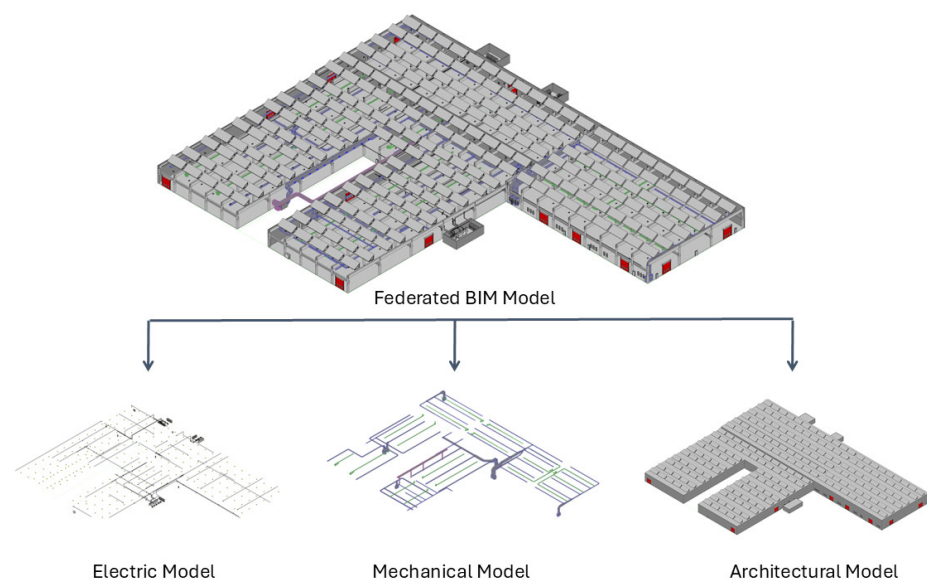 Federated BIM Model
Electric Model
Mechanical Model
Architectural Model